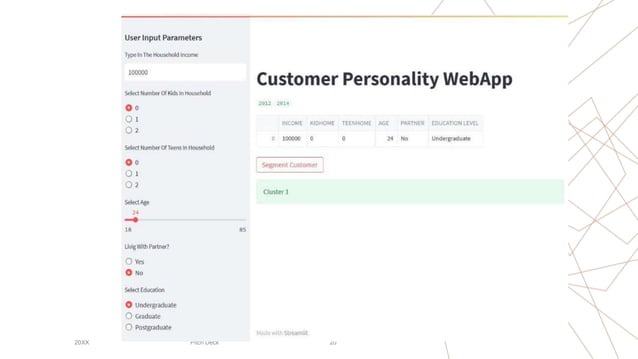 User Input Parameters
Type In The Household Income
100000
Select Number Of Kids In Household
0
1
2
Select Number Of Teens In Household
0
1
2
Select Age
24
18 85
Livig With Partner?
Yes
No
Select Education
Undergraduate
Graduate
Postgraduate
Customer Personality WebApp
2012 2014
INCOME KIDHOME TEENHOME AGE PARTNER EDUCATION LEVEL
0 100000 0 0 24 No Undergraduate
Segment Customer
Cluster 1
Made with Streamlit
20XX Pitch Deck 20